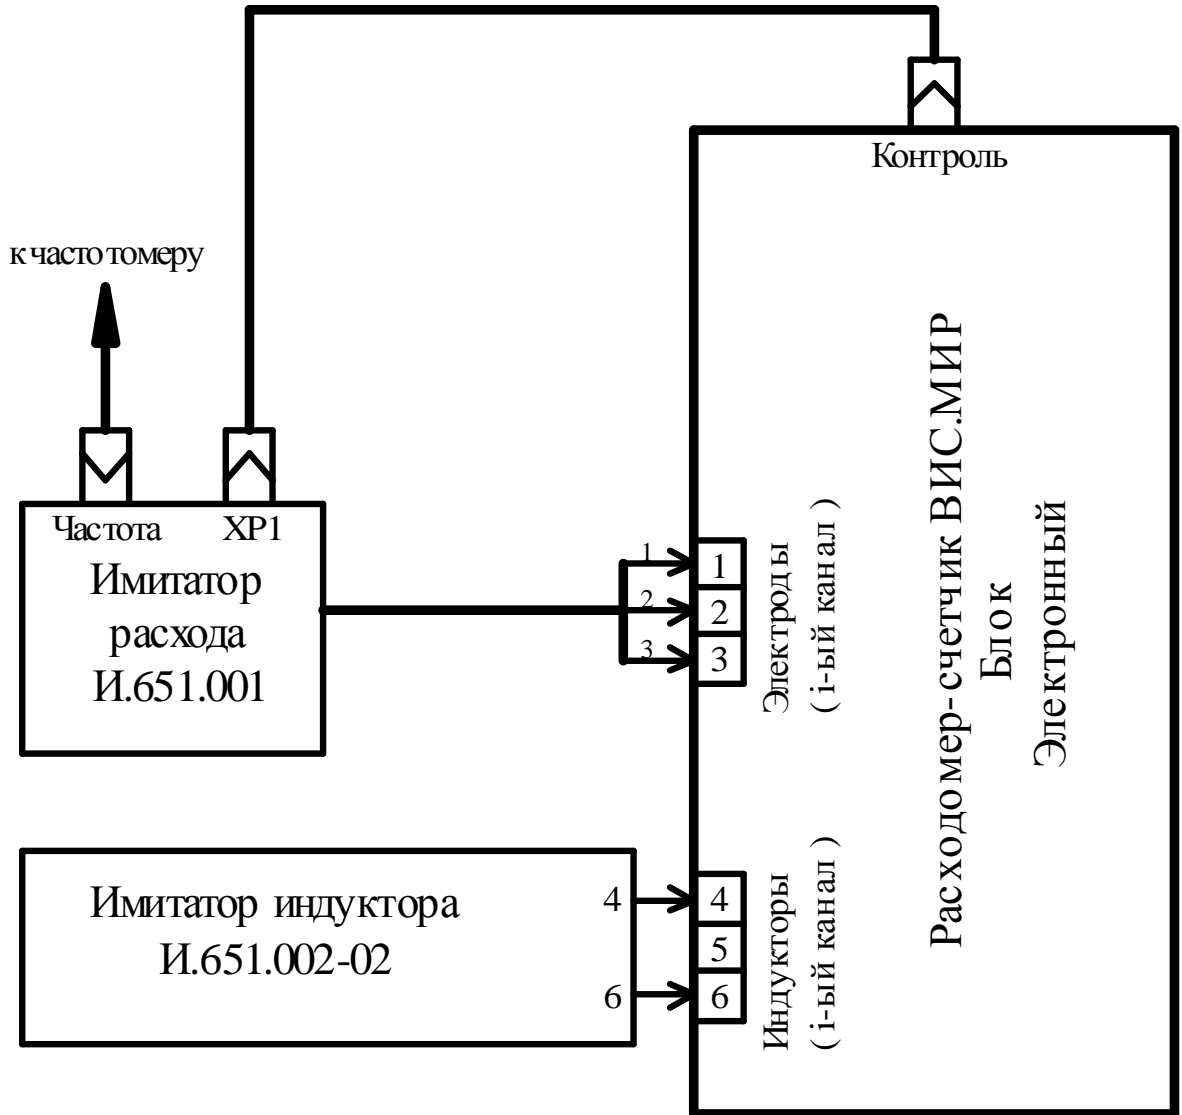 Контроль
к частотомеру
Частота
ХР1
Имитатор
расхода
И.651.001
1
2
3
1
2
3
Электроды
( i-ый канал )
Расходомер-счетчик ВИС.МИР
Блок
Электронный
Имитатор индуктора
И.651.002-02
4
6
4
5
6
Индукторы
( i-ый канал )